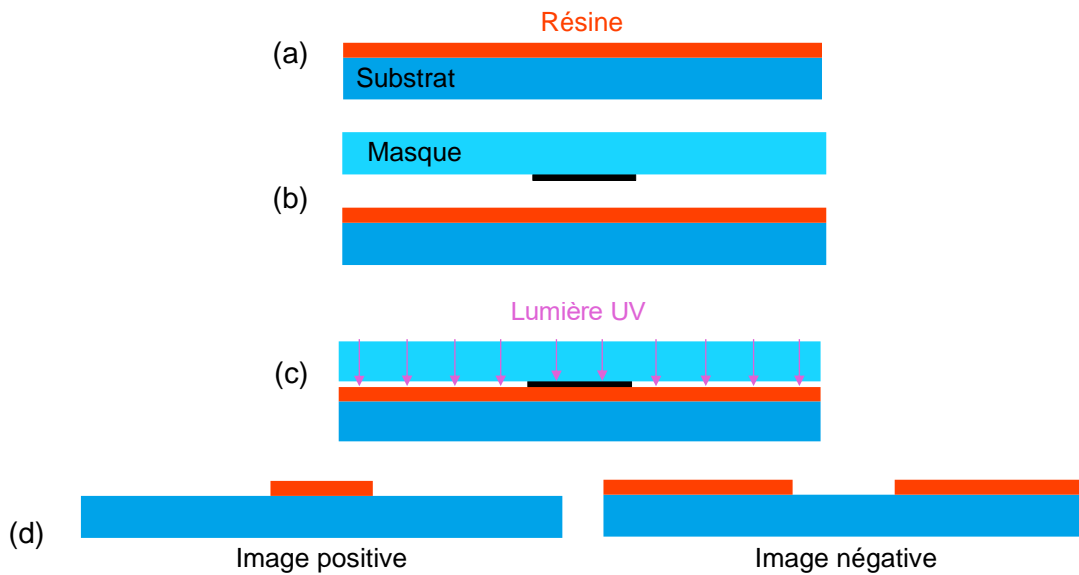 Résine
(a)
Substrat
Masque
(b)
Lumière UV
(c)
(d)
Image positive
Image négative